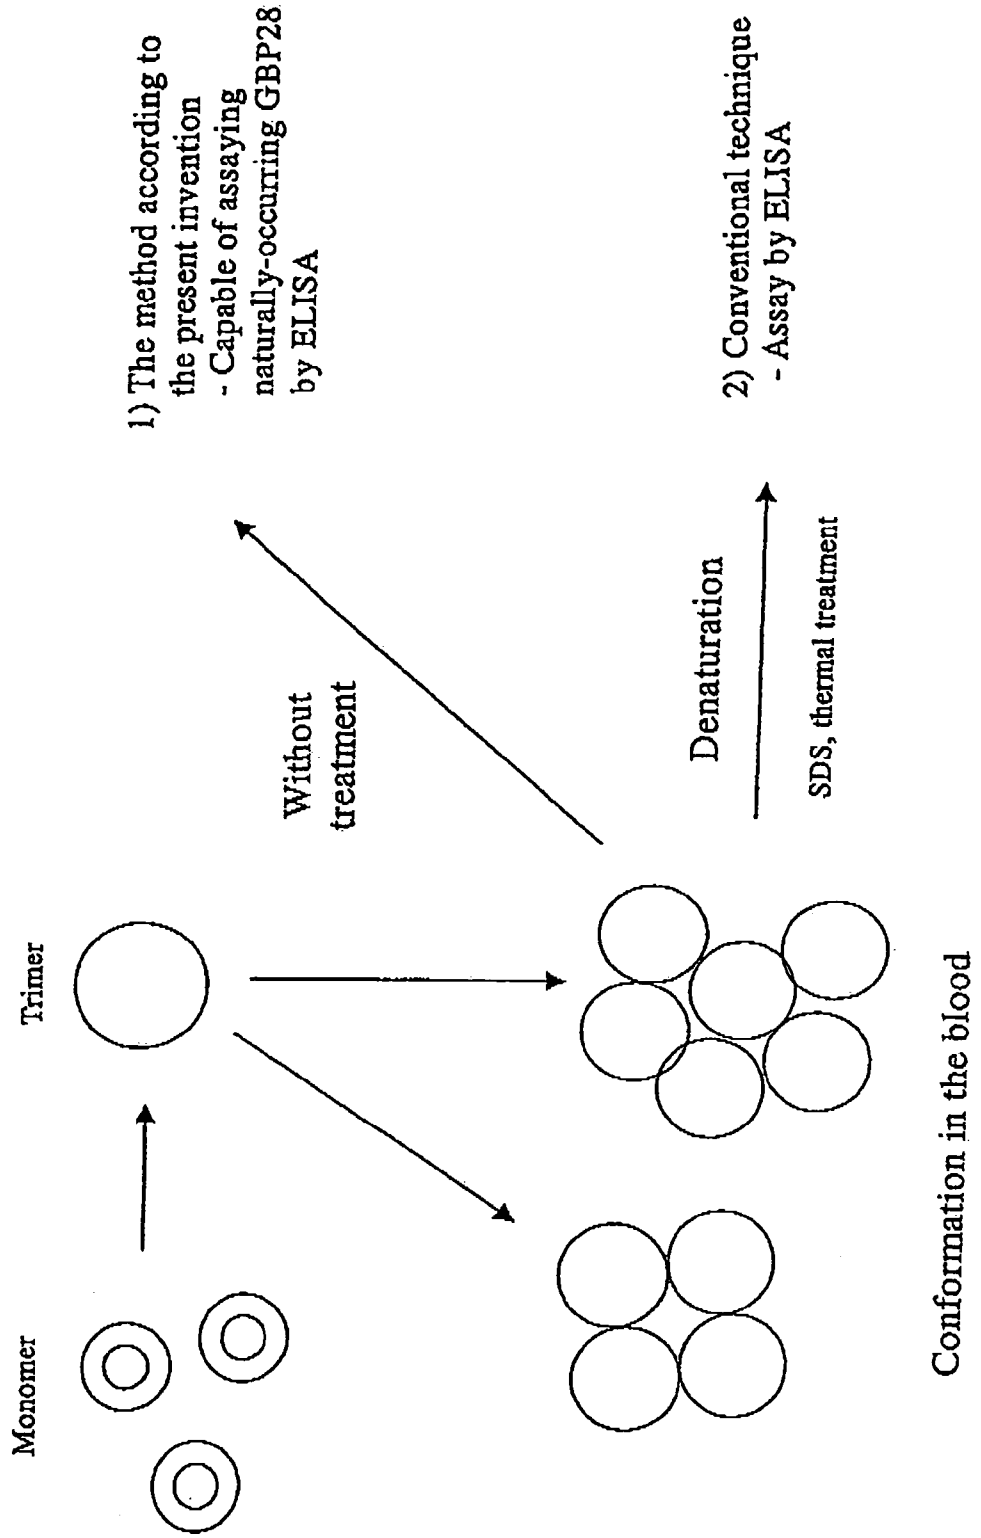 Monomer
Trimer
Without
treatment
1) The method according to
the present invention
- Capable of assaying
naturally-occurring GBP28
by ELISA
Denaturation
SDS, thermal treatment
2) Conventional technique
- Assay by ELISA
Conformation in the blood